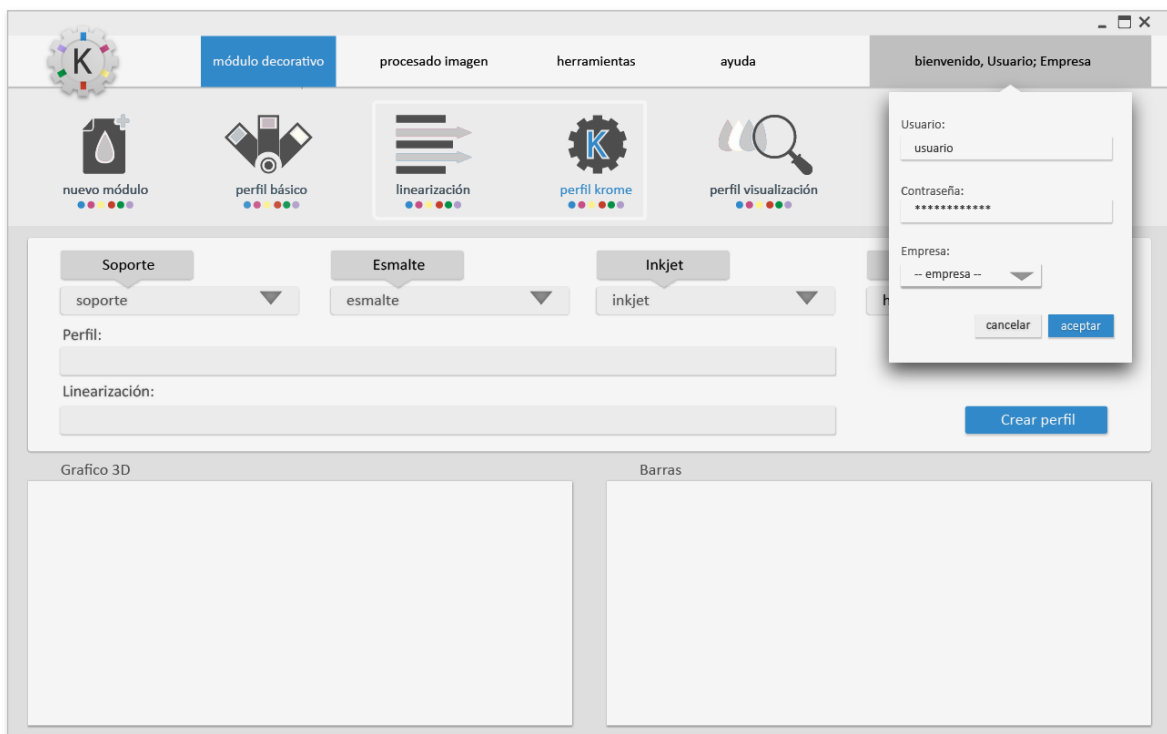 K
módulo decorativo
procesado imagen
herramientas
ayuda
bienvenido, Usuario; Empresa
nuevo módulo
perfil básico
linearización
K
perfil krome
perfil visualización
Usuario:
usuario
Contraseña:
************
Empresa:
-- empresa --
cancelar
aceptar
Soporte
Esmalte
Inkjet
soporte
esmalte
inkjet
Perfil:
Linearización:
Crear perfil
Grafico 3D
Barras